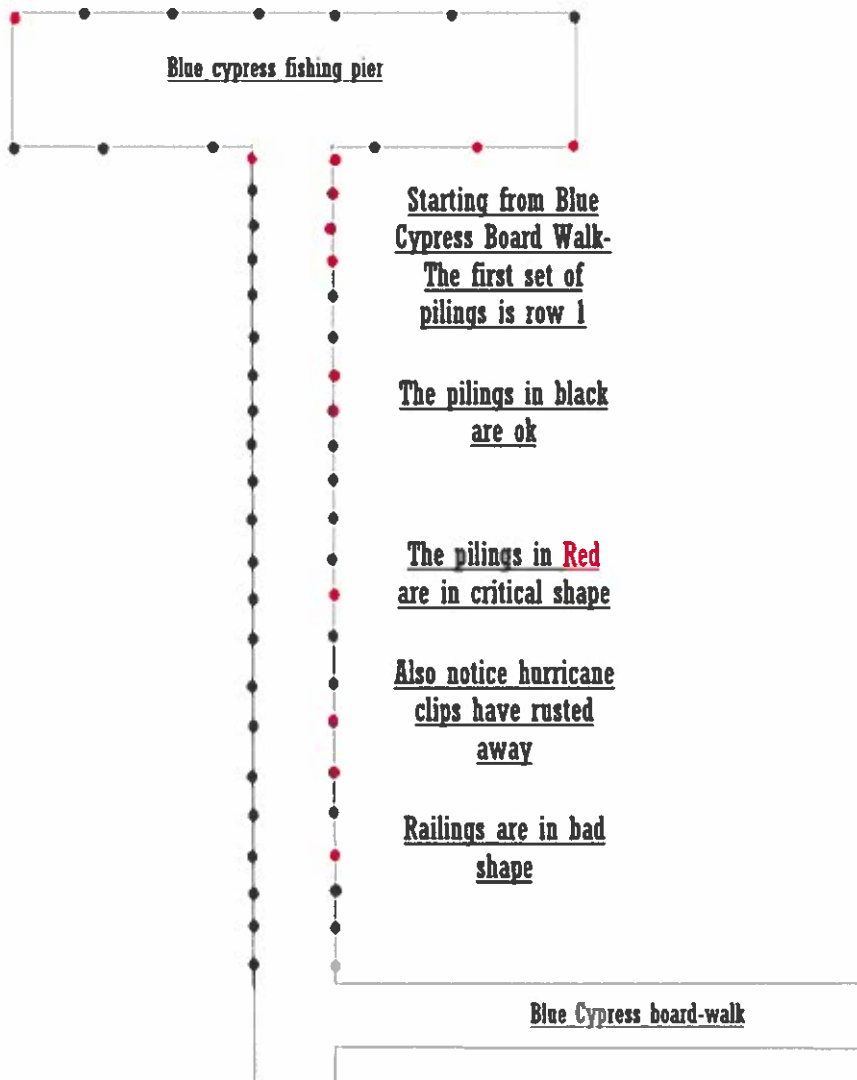 Blue cypress fishing pier
Starting from Blue
Cypress Board Walk-
The first set of
pilings is row 1
The pilings in black
are ok
The pilings in Red
are in critical shape
Also notice hurricane
clips have rusted
away
Railings are in bad
shape
Blue Cypress board-walk